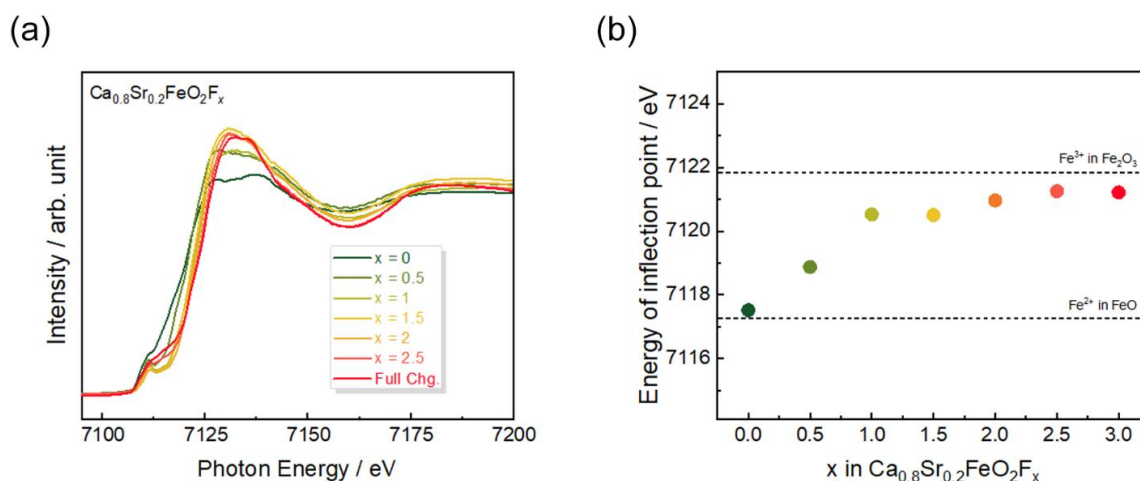 (a)
Ca0.8Sr0.2FeO2Fx
Intensity / arb. unit
x = 0
x = 0.5
x = 1
x = 1.5
x = 2
x = 2.5
Full Chg.
7100 7125 7150 7175 7200
Photon Energy / eV
(b)
Energy of inflection point / eV
7124
7122
7120
7118
7116
Fe3+ in Fe2O3
Fe2+ in FeO
0.0 0.5 1.0 1.5 2.0 2.5 3.0
x in Ca0.8Sr0.2FeO2Fx